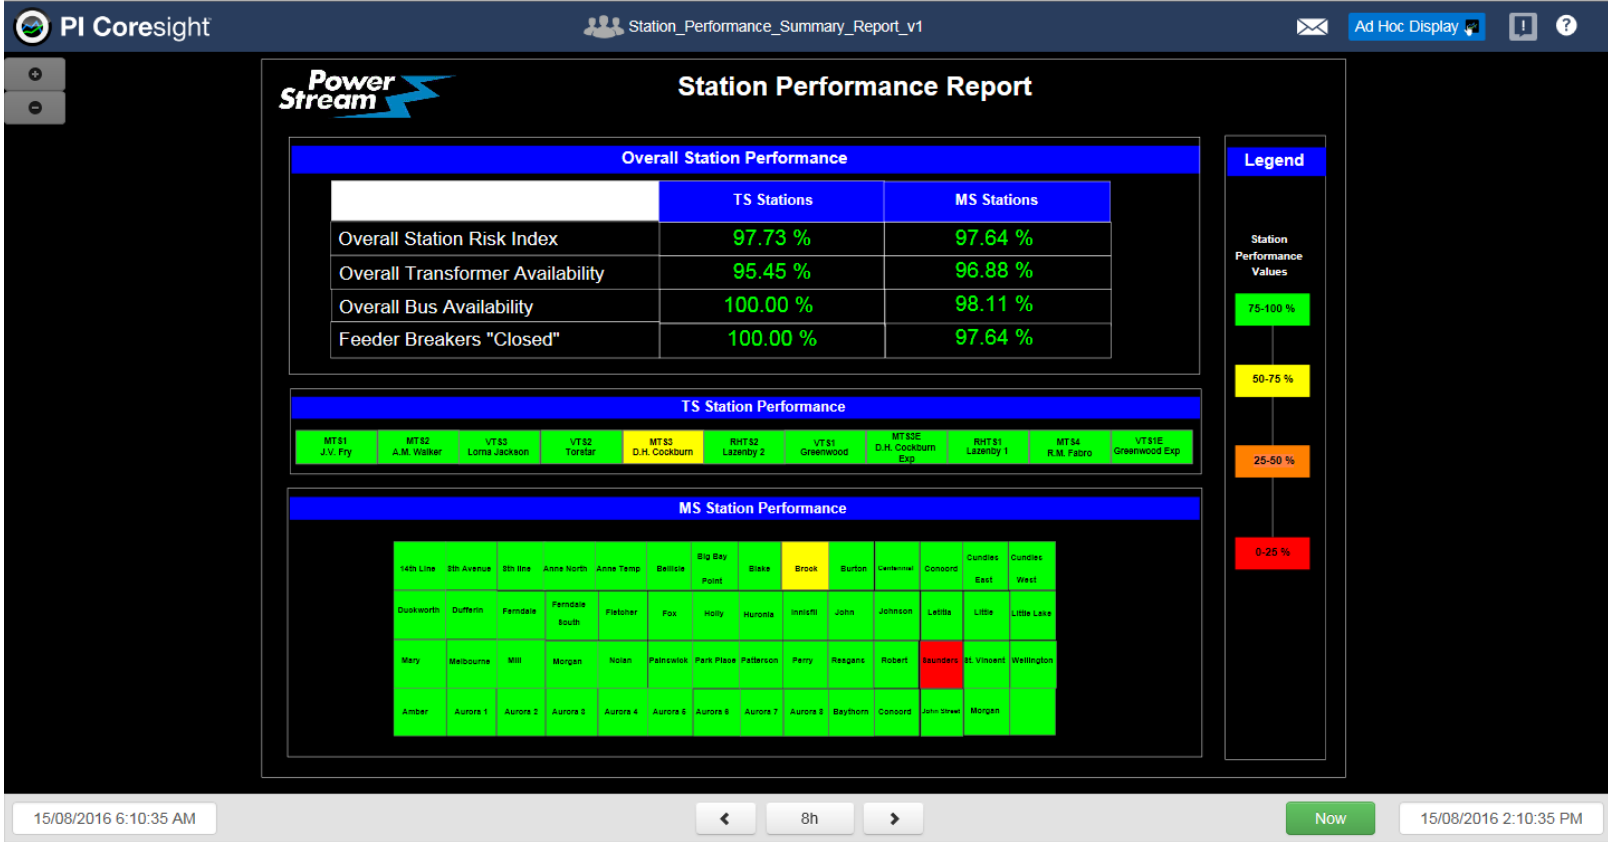 PI Coresight
Station_Performance_Summary_Report_v1
Ad Hoc Display
!
?
Power
Stream
Station Performance Report
Overall Station Performance
TS Stations MS Stations
Overall Station Risk Index 97.73 % 97.64 %
Overall Transformer Availability 95.45 % 96.88 %
Overall Bus Availability 100.00 % 98.11 %
Feeder Breakers "Closed" 100.00 % 97.64 %
Legend
Station
Performance
Values
75-100 %
50-75 %
25-50 %
0-25 %
TS Station Performance
MTS1
J.V. Fry
MTS2
A.M. Walker
VTS3
Lorna Jackson
VTS2
Torstar
MTS3
D.H. Cockburn
RHTS2
Lazenby 2
VTS1
Greenwood
MTS3E
D.H. Cockburn
Exp
RHTS1
Lazenby 1
MTS4
R.M. Fabro
VTS1E
Greenwood Exp
MS Station Performance
14th Line 8th Avenue 8th line Anne North Anne Temp Bellisle Big Bay Point Blake Brook Burton Centennial Concord Cundles East Cundles West
Duckworth Dufferin Ferndale Ferndale South Fletcher Fox Holly Huronia Innisfil John Johnson Letitia Little Little Lake
Mary Melbourne Mill Morgan Nolan Painswick Park Place Patterson Perry Reagans Robert Saunders St. Vincent Wellington
Amber Aurora 1 Aurora 2 Aurora 3 Aurora 4 Aurora 5 Aurora 6 Aurora 7 Aurora 8 Baythorn Concord John Street Morgan
15/08/2016 6:10:35 AM
8h
Now
15/08/2016 2:10:35 PM